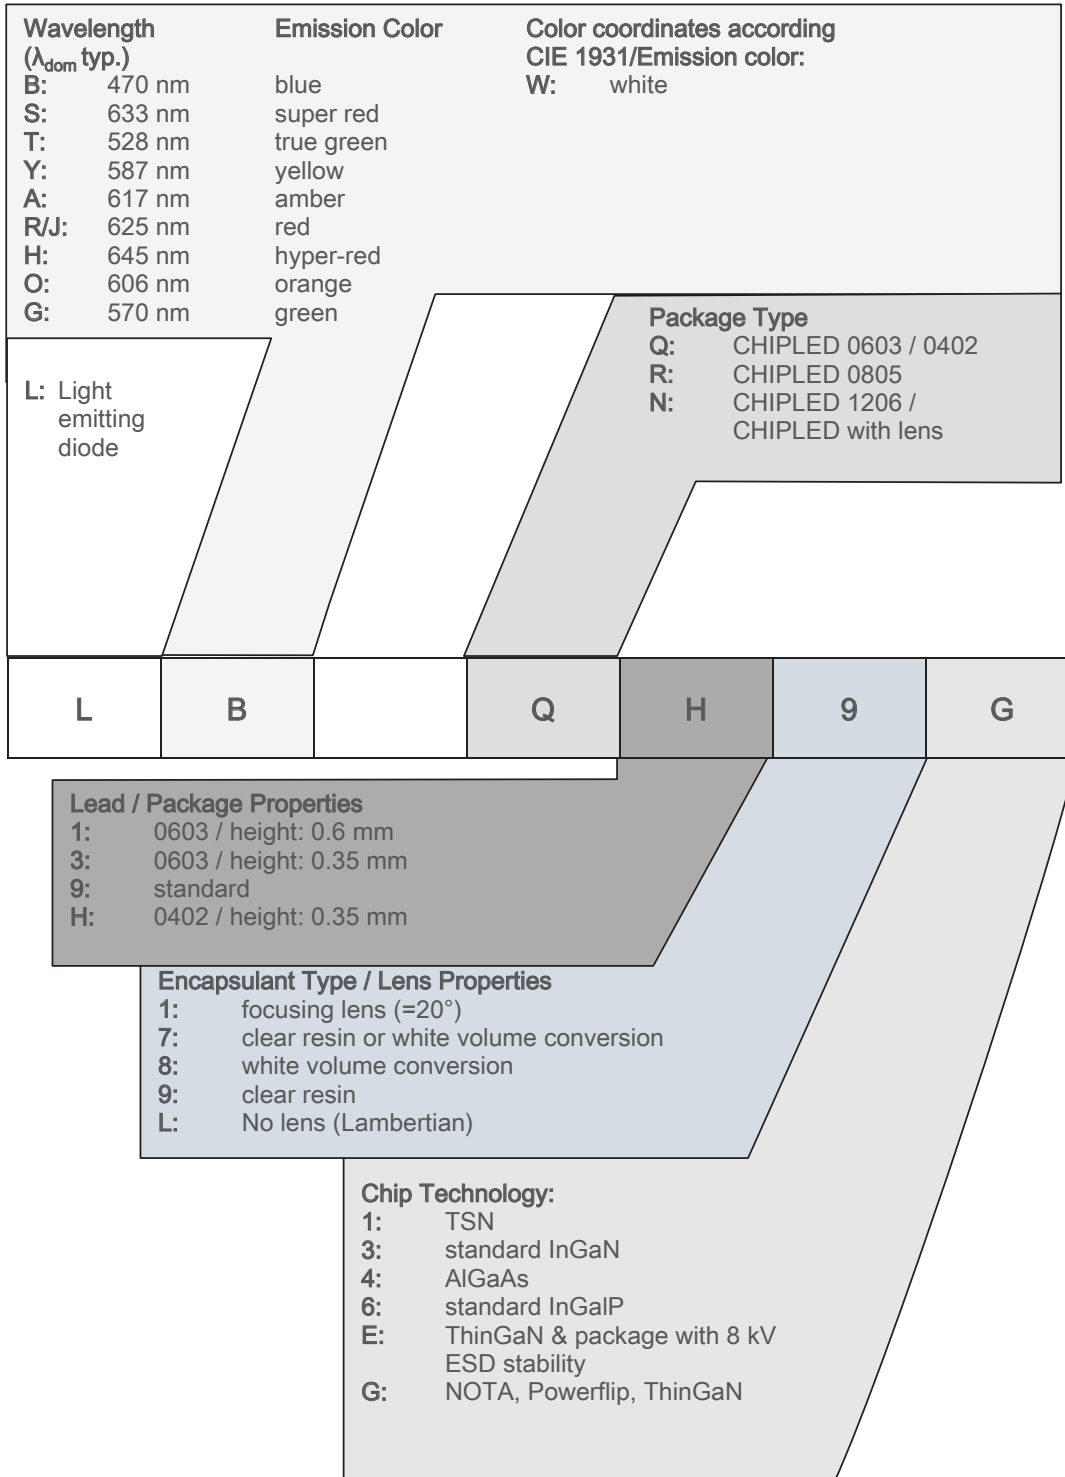 Wavelength Emission Color Color coordinates according
(λdom typ.) CIE 1931/Emission color:
B: 470 nm blue W: white
S: 633 nm super red
T: 528 nm true green
Y: 587 nm yellow
A: 617 nm amber
R/J: 625 nm red
H: 645 nm hyper-red
O: 606 nm orange
G: 570 nm green
Package Type
Q: CHIPLED 0603 / 0402
R: CHIPLED 0805
N: CHIPLED 1206 /
CHIPLED with lens
L: Light
emitting
diode
L B Q H 9 G
Lead / Package Properties
1: 0603 / height: 0.6 mm
3: 0603 / height: 0.35 mm
9: standard
H: 0402 / height: 0.35 mm
Encapsulant Type / Lens Properties
1: focusing lens (=20°)
7: clear resin or white volume conversion
8: white volume conversion
9: clear resin
L: No lens (Lambertian)
Chip Technology:
1: TSN
3: standard InGaN
4: AlGaAs
6: standard InGalP
E: ThinGaN & package with 8 kV
ESD stability
G: NOTA, Powerflip, ThinGaN